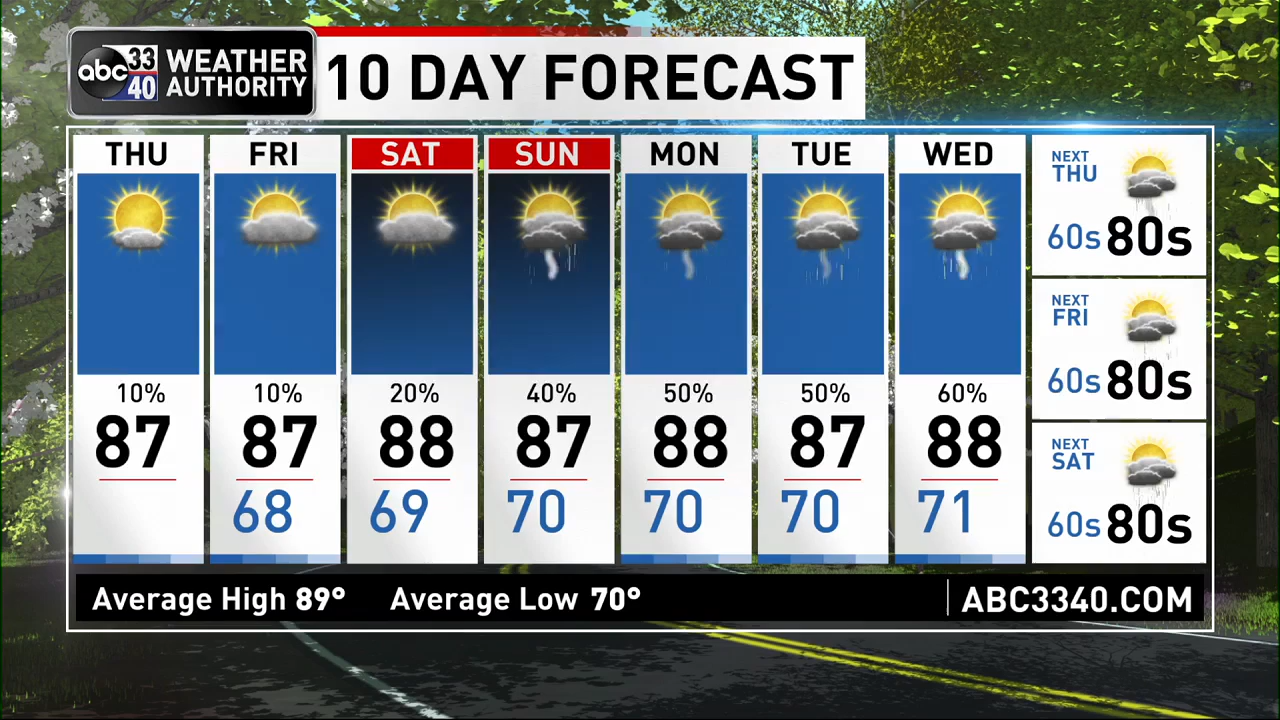 abc 33 40
WEATHER AUTHORITY
10 DAY FORECAST
THU
10%
87
FRI
10%
87
68
SAT
20%
88
69
SUN
40%
87
70
MON
50%
88
70
TUE
50%
87
70
WED
60%
88
71
NEXT
THU
60s 80s
NEXT
FRI
60s 80s
NEXT
SAT
60s 80s
Average High 89° Average Low 70°
ABC3340.COM